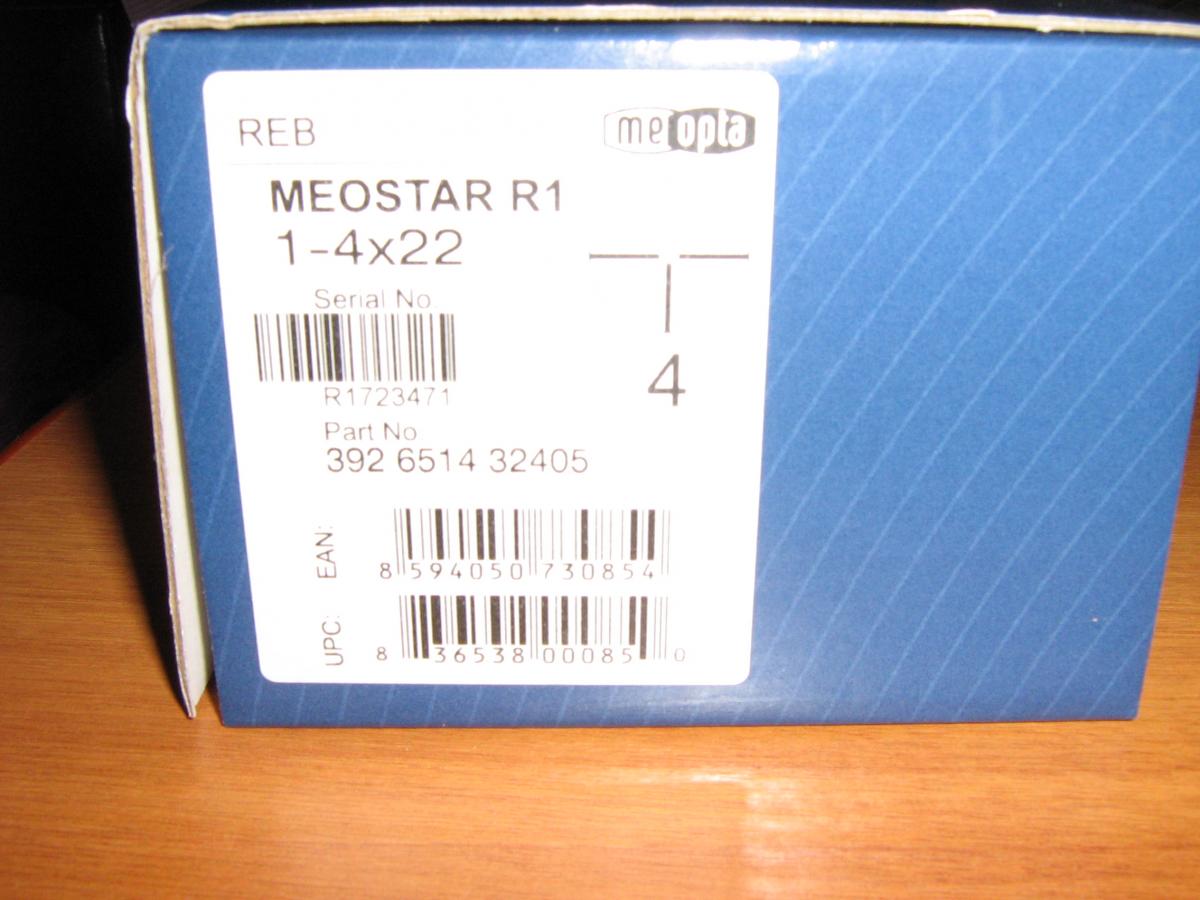 REB
meopta
MEOSTAR R1
1-4x22
Serial No.
R1723471
4
Part No
392 6514 32405
EAN:
8 594050 730854
UPC:
8 36538 00085 0